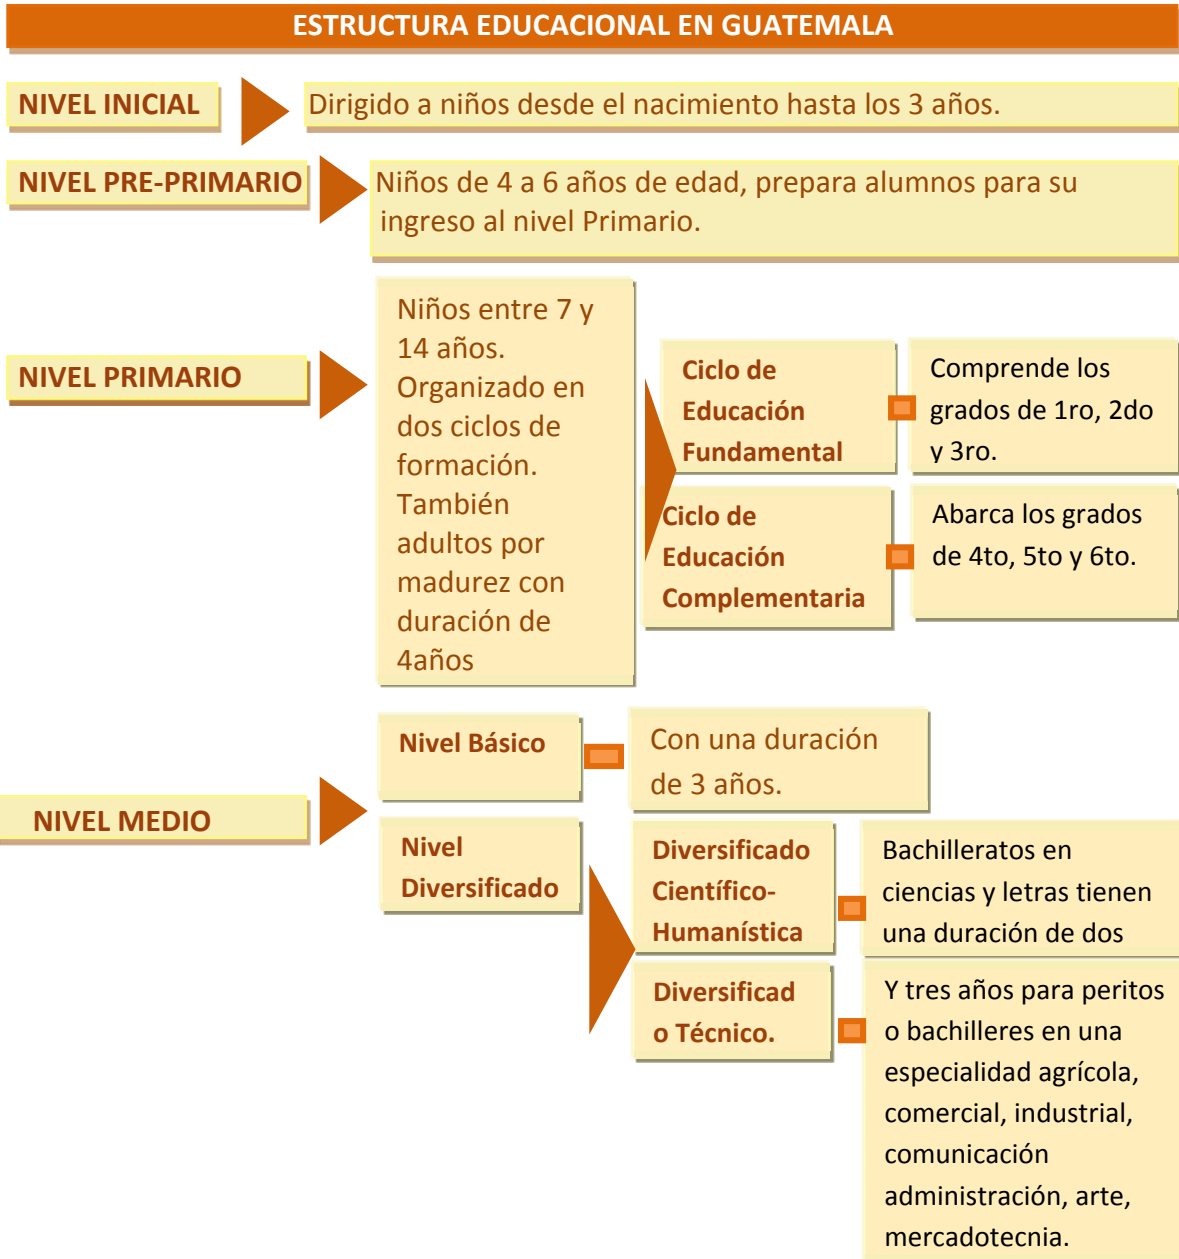 ESTRUCTURA EDUCACIONAL EN GUATEMALA
NIVEL INICIAL
Dirigido a niños desde el nacimiento hasta los 3 años.
NIVEL PRE-PRIMARIO
Niños de 4 a 6 años de edad, prepara alumnos para su
ingreso al nivel Primario.
NIVEL PRIMARIO
Niños entre 7 y
14 años.
Organizado en
dos ciclos de
formación.
También
adultos por
madurez con
duración de
4años
Ciclo de
Educación
Fundamental
Comprende los
grados de 1ro, 2do
y 3ro.
Ciclo de
Educación
Complementaria
Abarca los grados
de 4to, 5to y 6to.
NIVEL MEDIO
Nivel Básico
Con una duración
de 3 años.
Nivel
Diversificado
Diversificado
Científico-
Humanística
Bachilleratos en
ciencias y letras tienen
una duración de dos
Diversificad
o Técnico.
Y tres años para peritos
o bachilleres en una
especialidad agrícola,
comercial, industrial,
comunicación
administración, arte,
mercadotecnia.